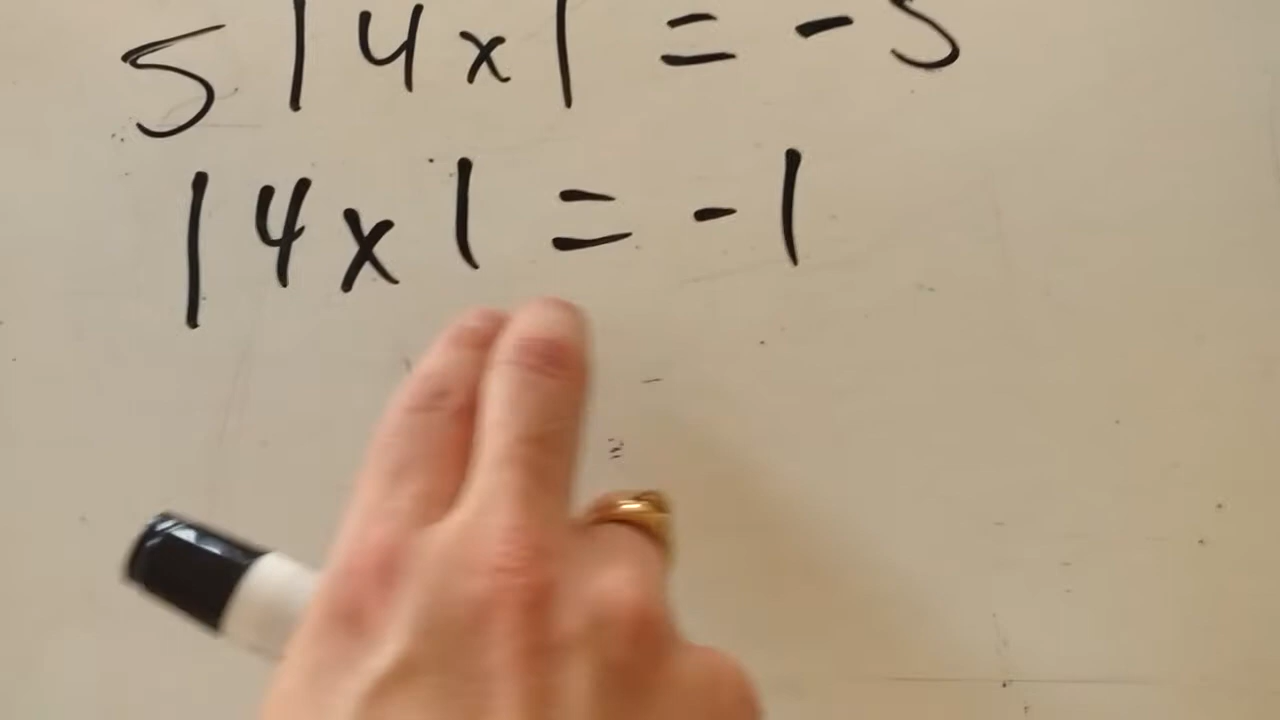 5|4x| = -5
|4x| = -1